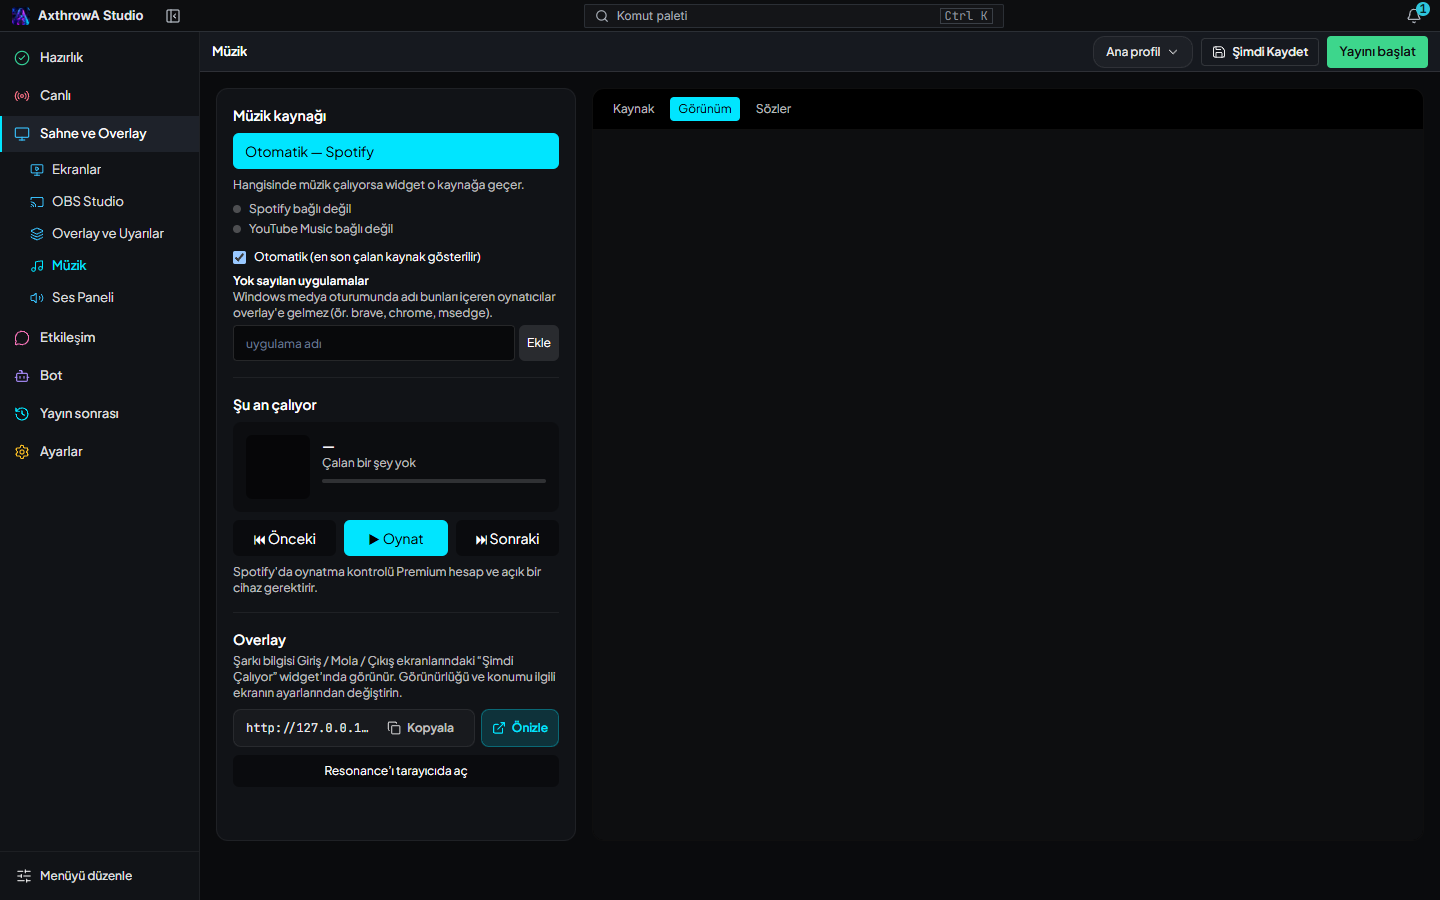 AxthrowA Studio
Komut paleti
Ctrl K
1
Hazırlık
Canlı
Sahne ve Overlay
Ekranlar
OBS Studio
Overlay ve Uyarılar
Müzik
Ses Paneli
Etkileşim
Bot
Yayın sonrası
Ayarlar
Menüyü düzenle
Müzik
Ana profil
Şimdi Kaydet
Yayını başlat
Müzik kaynağı
Otomatik — Spotify
Hangisinde müzik çalıyorsa widget o kaynağa geçer.
Spotify bağlı değil
YouTube Music bağlı değil
Otomatik (en son çalan kaynak gösterilir)
Yok sayılan uygulamalar
Windows medya oturumunda adı bunları içeren oynatıcılar
overlay'e gelmez (ör. brave, chrome, msedge).
uygulama adı
Ekle
Şu an çalıyor
—
Çalan bir şey yok
Önceki
Oynat
Sonraki
Spotify'da oynatma kontrolü Premium hesap ve açık bir
cihaz gerektirir.
Overlay
Şarkı bilgisi Giriş / Mola / Çıkış ekranlarındaki "Şimdi
Çalıyor" widget'ında görünür. Görünürlüğü ve konumu ilgili
ekranın ayarlarından değiştirin.
http://127.0.0.1…
Kopyala
Önizle
Resonance'ı tarayıcıda aç
Kaynak
Görünüm
Sözler